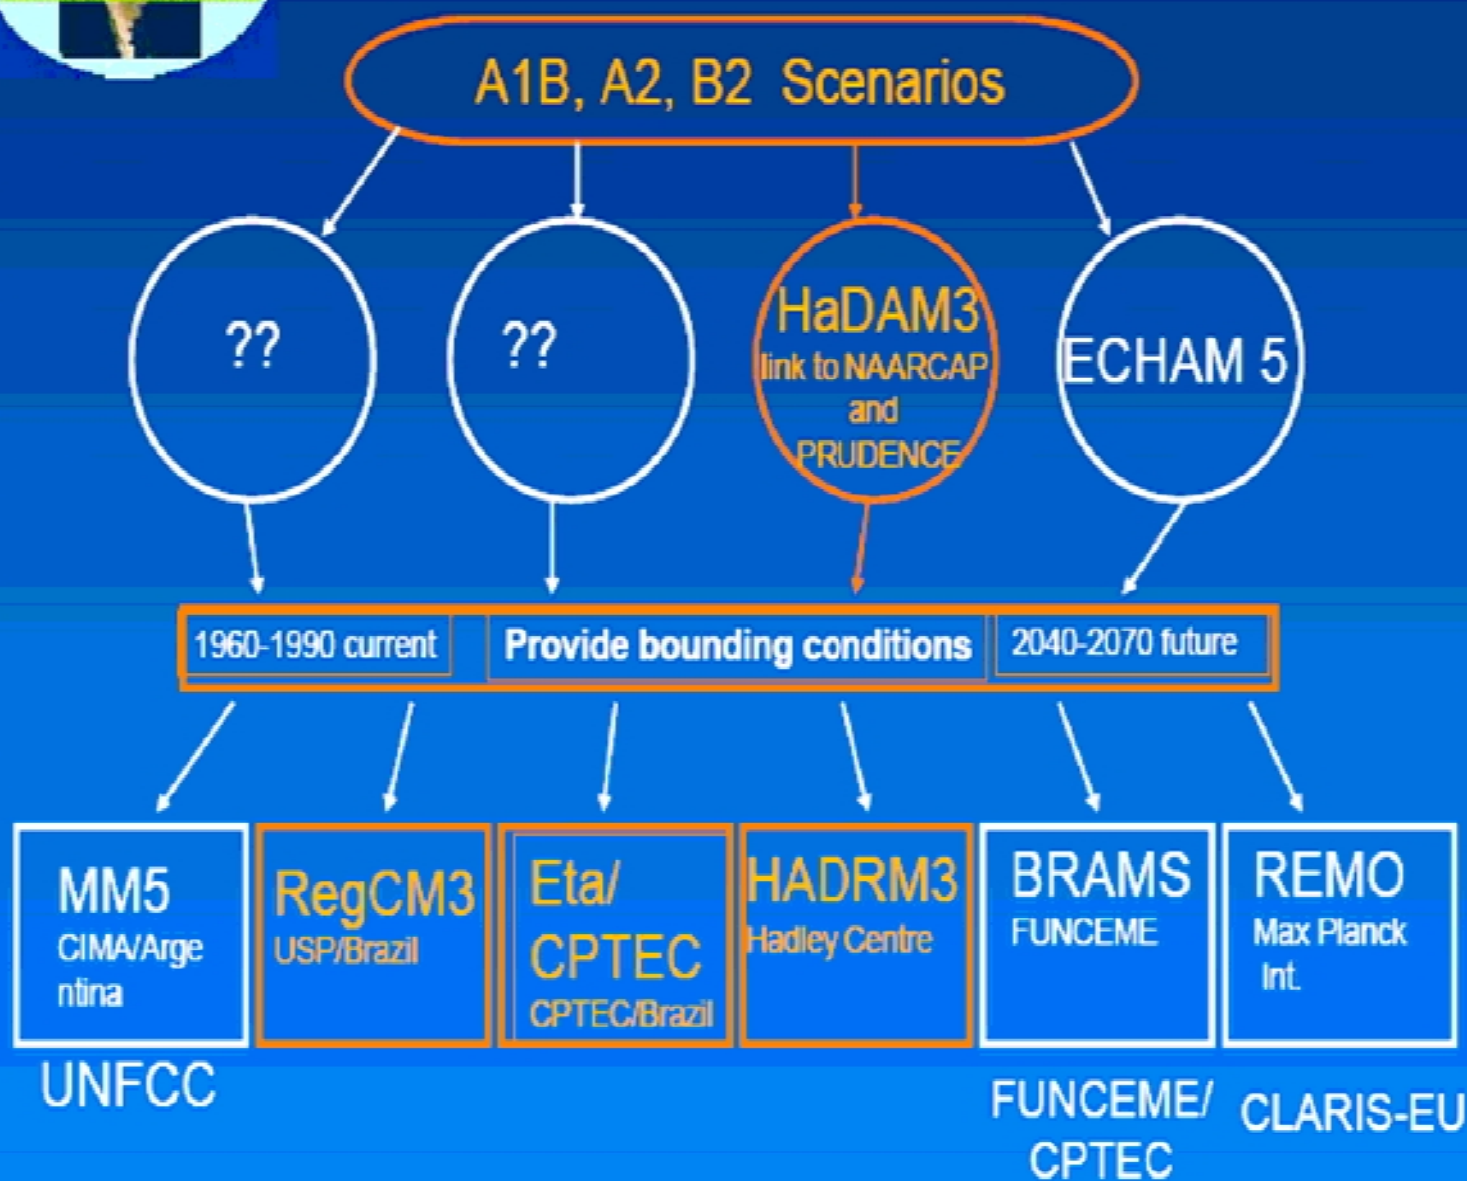 A1B, A2, B2 Scenarios
??
??
HaDAM3
link to NAARCAP
and
PRUDENCE
ECHAM 5
1960-1990 current
Provide bounding conditions
2040-2070 future
MM5
CIMA/Arge
ntina
RegCM3
USP/Brazil
Eta/
CPTEC
CPTEC/Brazil
HADRM3
Hadley Centre
BRAMS
FUNCEME
REMO
Max Planck
Int.
UNFCC
FUNCEME/
CPTEC
CLARIS-EU